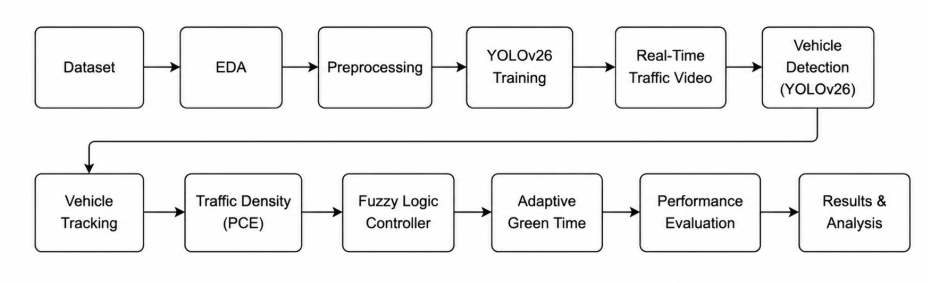 Dataset
EDA
Preprocessing
YOLOv26
Training
Real-Time
Traffic Video
Vehicle
Detection
(YOLOv26)
Vehicle
Tracking
Traffic Density
(PCE)
Fuzzy Logic
Controller
Adaptive
Green Time
Performance
Evaluation
Results &
Analysis